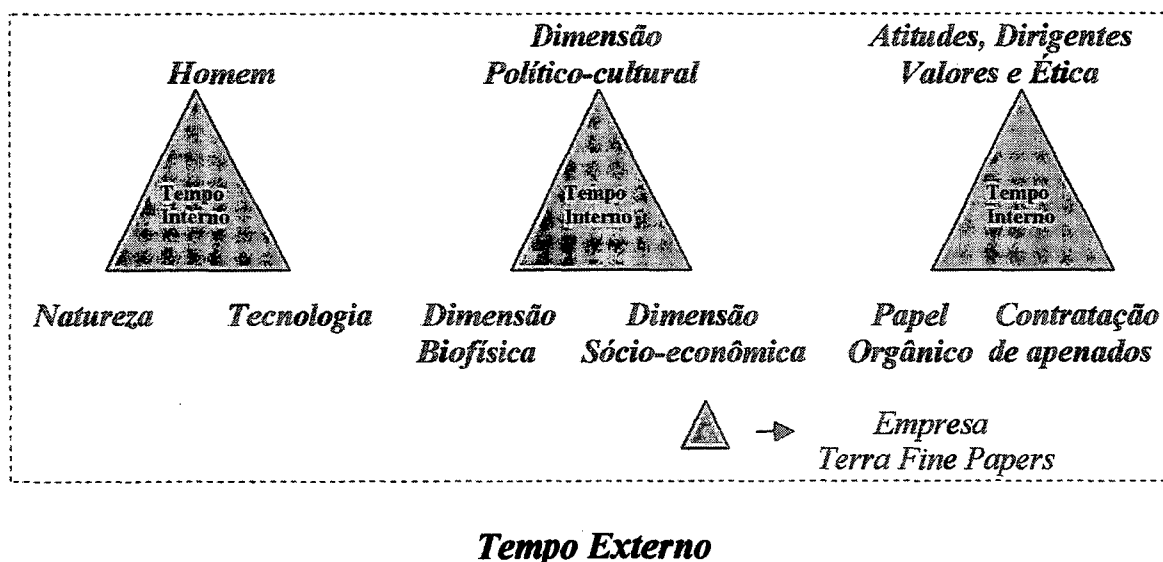 Homem
Tempo
Interno
Natureza
Tecnologia
Dimensão
Político-cultural
Tempo
Interno
Dimensão
Biofísica
Dimensão
Sócio-econômica
Atitudes, Dirigentes
Valores e Ética
Tempo
Interno
Papel
Orgânico
Contratação
de apenados
Empresa
Terra Fine Papers
Tempo Externo